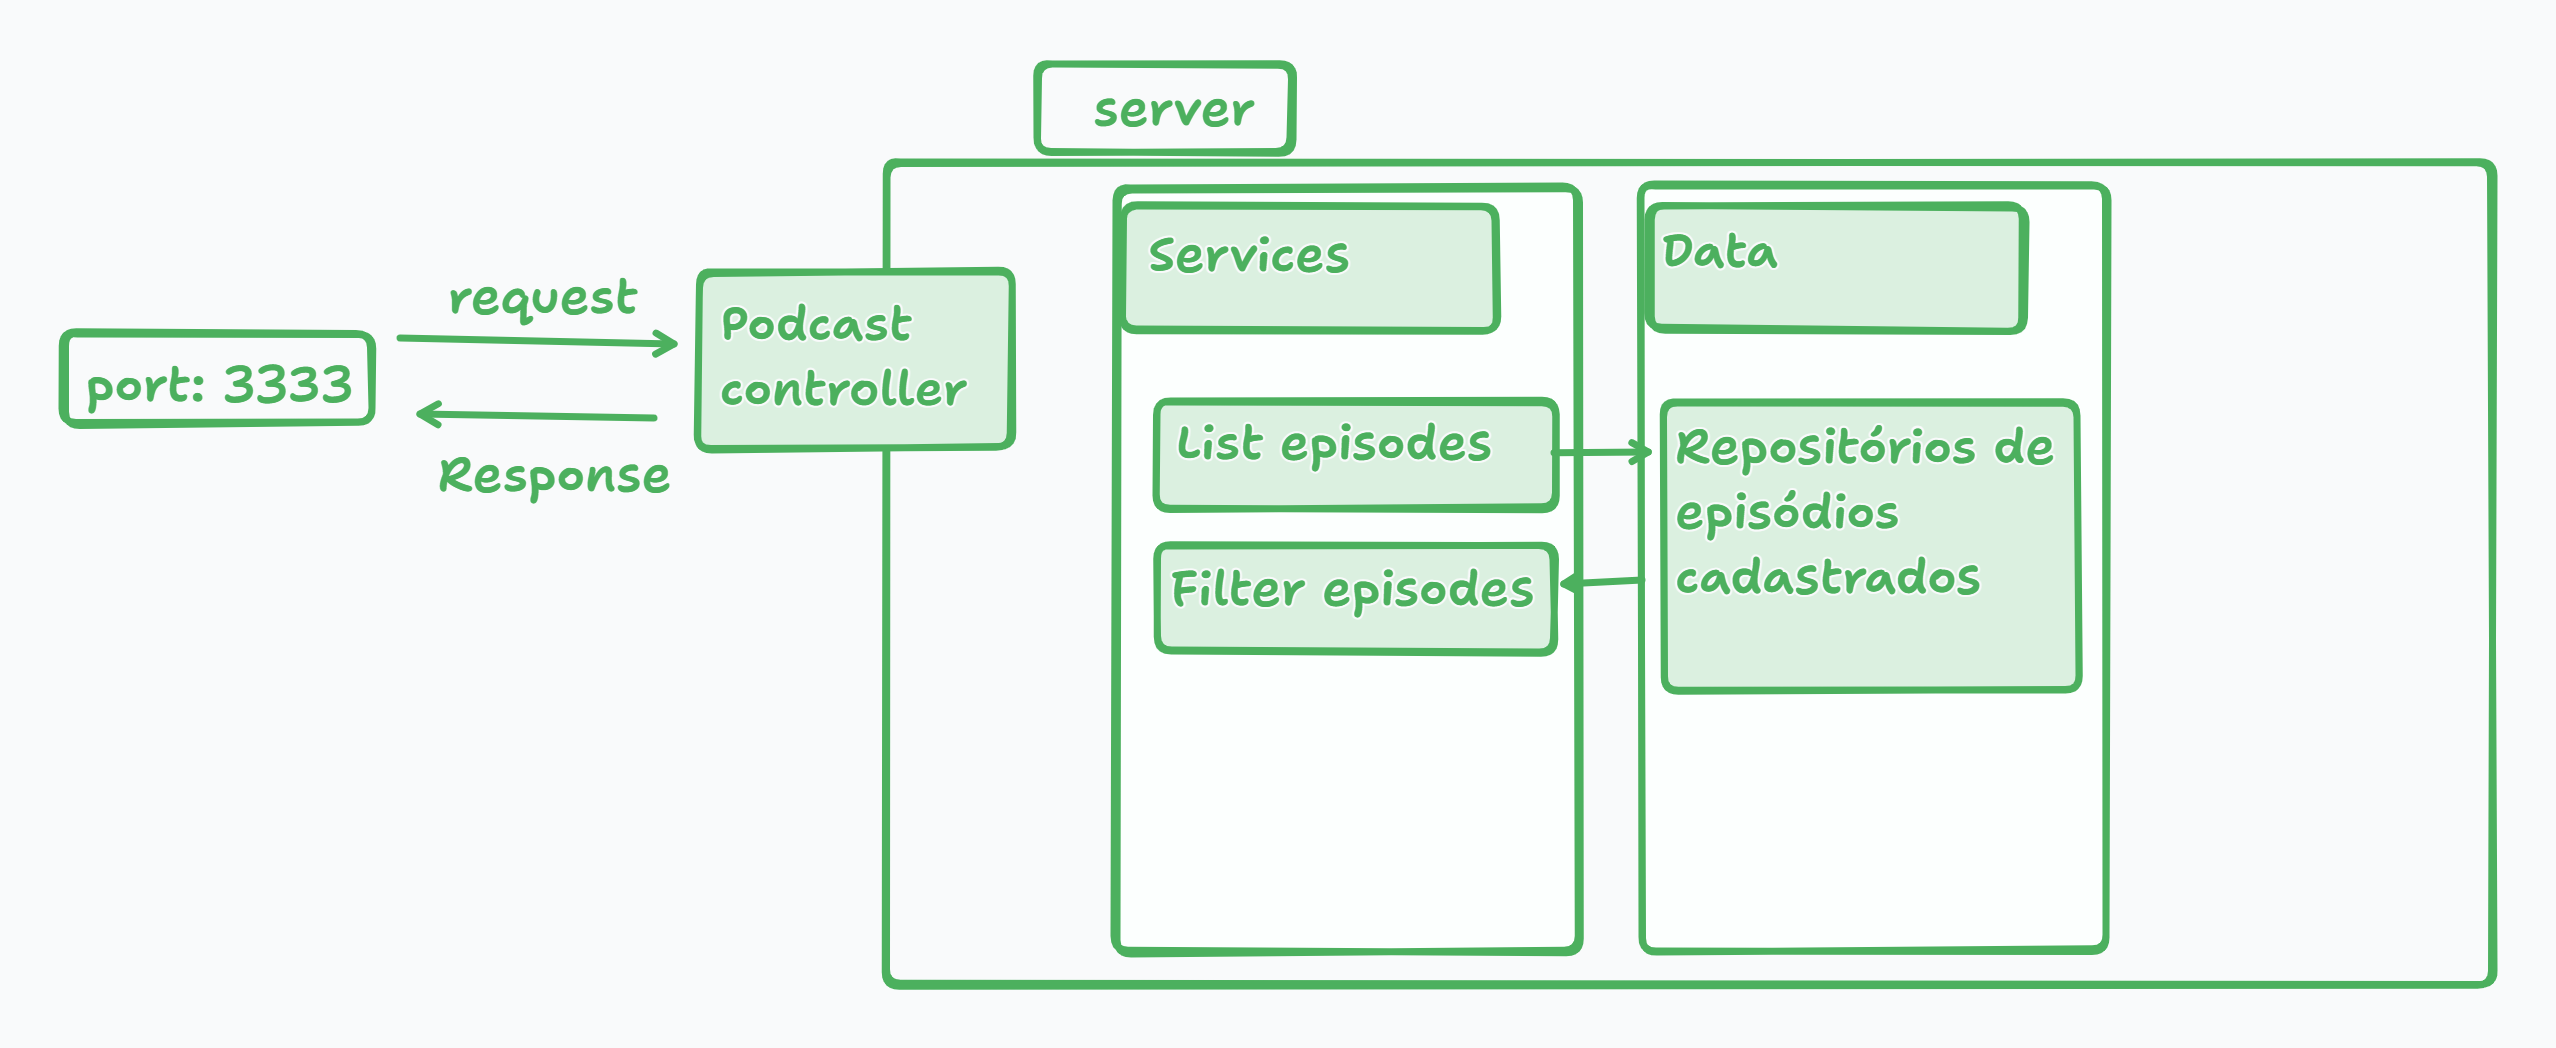 server
port: 3333
request
Response
Podcast
controller
Services
List episodes
Filter episodes
Data
Repositórios de
episódios
cadastrados